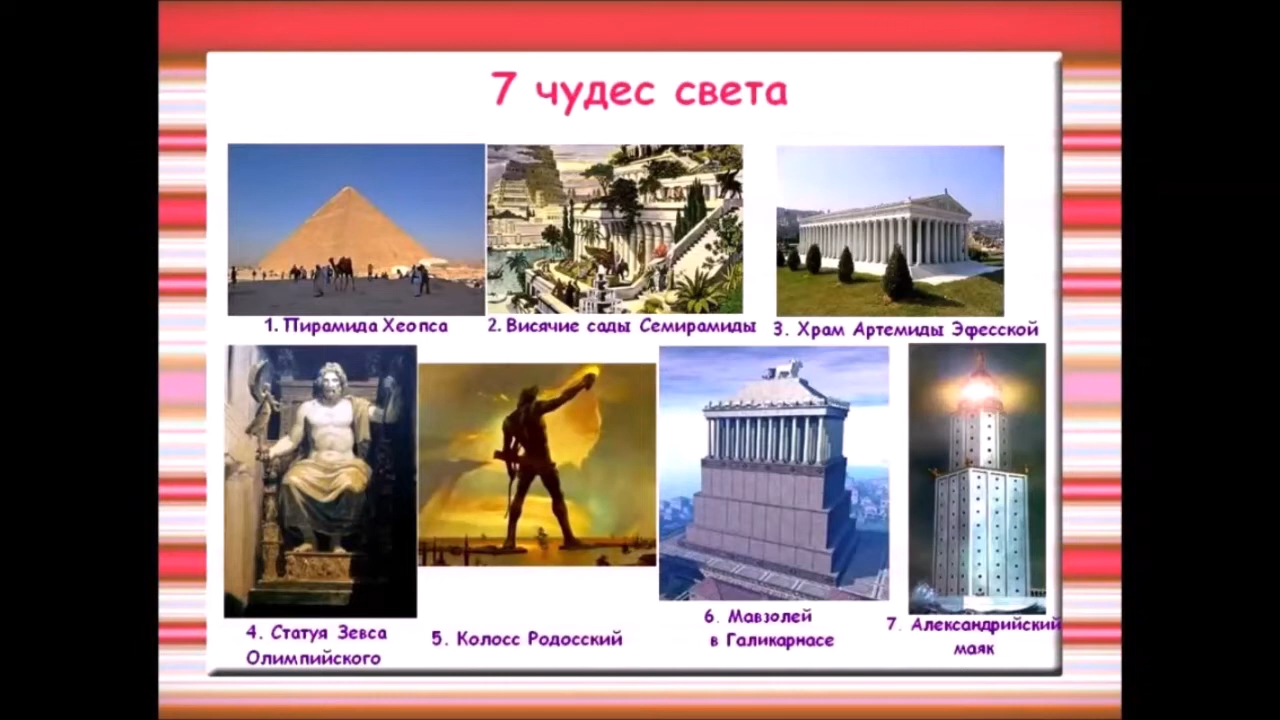 7 чудес света
1. Пирамида Хеопса
2. Висячие сады Семирамиды
3. Храм Артемиды Эфесской
4. Статуя Зевса
Олимпийского
5. Колосс Родосский
6. Мавзолей
в Галикарнасе
7. Александрийский
маяк